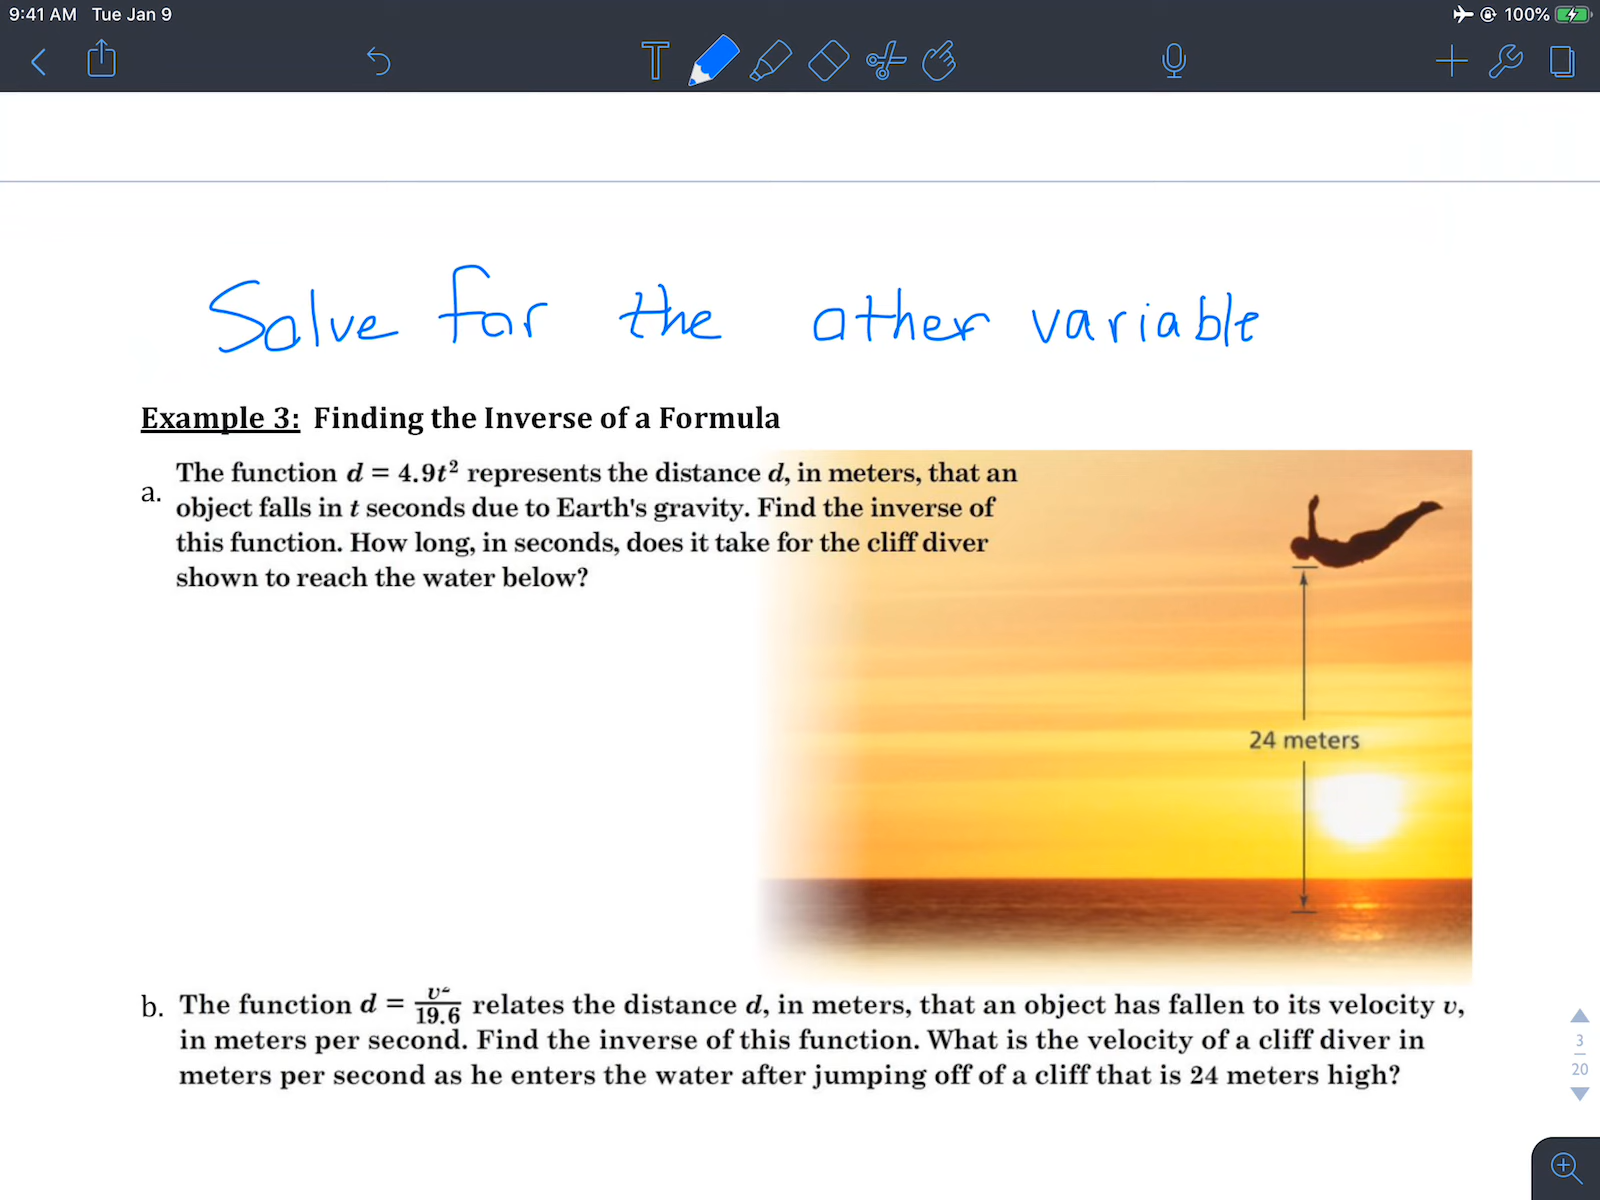 9:41 AM Tue Jan 9
100%
T
Solve for the other variable
Example 3: Finding the Inverse of a Formula
a. The function d = 4.9t² represents the distance d, in meters, that an
object falls in t seconds due to Earth's gravity. Find the inverse of
this function. How long, in seconds, does it take for the cliff diver
shown to reach the water below?
24 meters
b. The function d = v²/19.6 relates the distance d, in meters, that an object has fallen to its velocity v,
in meters per second. Find the inverse of this function. What is the velocity of a cliff diver in
meters per second as he enters the water after jumping off of a cliff that is 24 meters high?
3
20